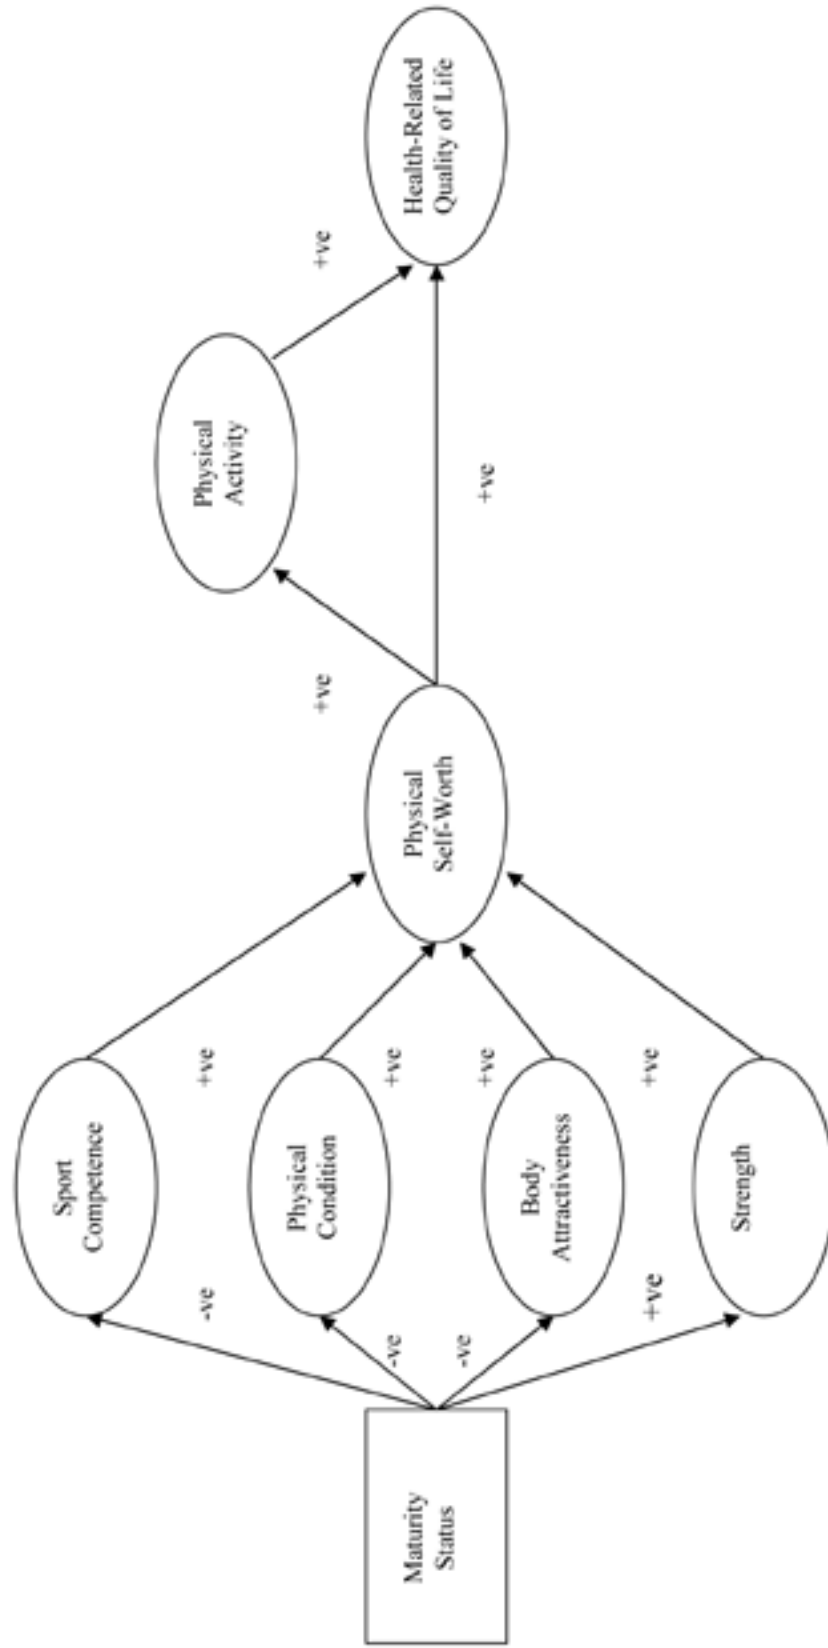 Maturity
Status
-ve
-ve
-ve
+ve
Sport
Competence
Physical
Condition
Body
Attractiveness
Strength
+ve
+ve
+ve
+ve
Physical
Self-Worth
+ve
+ve
Physical
Activity
+ve
Health-Related
Quality of Life